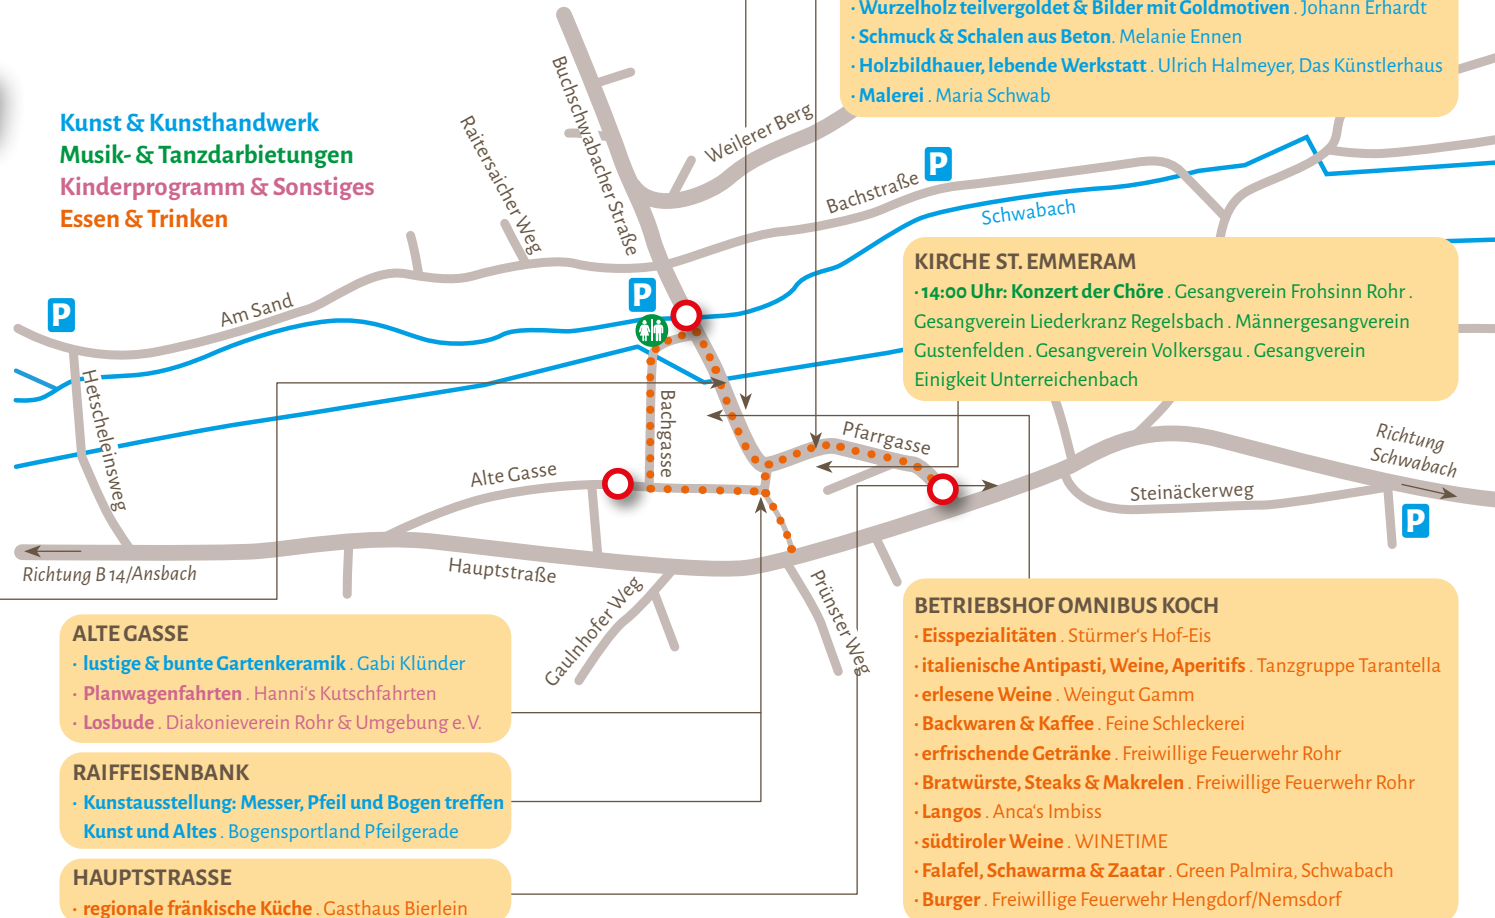 · Wurzelholz teilvergoldet & Bilder mit Goldmotiven . Johann Erhardt
· Schmuck & Schalen aus Beton. Melanie Ennen
· Holzbildhauer, lebende Werkstatt . Ulrich Halmeyer, Das Künstlerhaus
· Malerei . Maria Schwab
Kunst & Kunsthandwerk
Musik- & Tanzdarbietungen
Kinderprogramm & Sonstiges
Essen & Trinken
Buchschwabacher Straße
Raitersaicher Weg
Weilerer Berg
Bachstraße
P
Schwabach
Am Sand
P
P
Hetscheleinsweg
Bachgasse
Alte Gasse
Pfarrgasse
KIRCHE ST. EMMERAM
· 14:00 Uhr: Konzert der Chöre . Gesangverein Frohsinn Rohr .
Gesangverein Liederkranz Regelsbach . Männergesangverein
Gustenfelden . Gesangverein Volkersgau . Gesangverein
Einigkeit Unterreichenbach
Richtung
Schwabach
Steinäckerweg
P
Richtung B 14/Ansbach
Hauptstraße
Gaulnhofer Weg
Prünster Weg
ALTE GASSE
· lustige & bunte Gartenkeramik . Gabi Klünder
· Planwagenfahrten . Hanni's Kutschfahrten
· Losbude . Diakonieverein Rohr & Umgebung e. V.
RAIFFEISENBANK
· Kunstausstellung: Messer, Pfeil und Bogen treffen
Kunst und Altes . Bogensportland Pfeilgerade
HAUPTSTRASSE
· regionale fränkische Küche . Gasthaus Bierlein
BETRIEBSHOF OMNIBUS KOCH
· Eisspezialitäten . Stürmer's Hof-Eis
· italienische Antipasti, Weine, Aperitifs . Tanzgruppe Tarantella
· erlesene Weine . Weingut Gamm
· Backwaren & Kaffee . Feine Schleckerei
· erfrischende Getränke . Freiwillige Feuerwehr Rohr
· Bratwürste, Steaks & Makrelen . Freiwillige Feuerwehr Rohr
· Langos . Anca's Imbiss
· südtiroler Weine . WINETIME
· Falafel, Schawarma & Zaatar . Green Palmira, Schwabach
· Burger . Freiwillige Feuerwehr Hengdorf/Nemsdorf